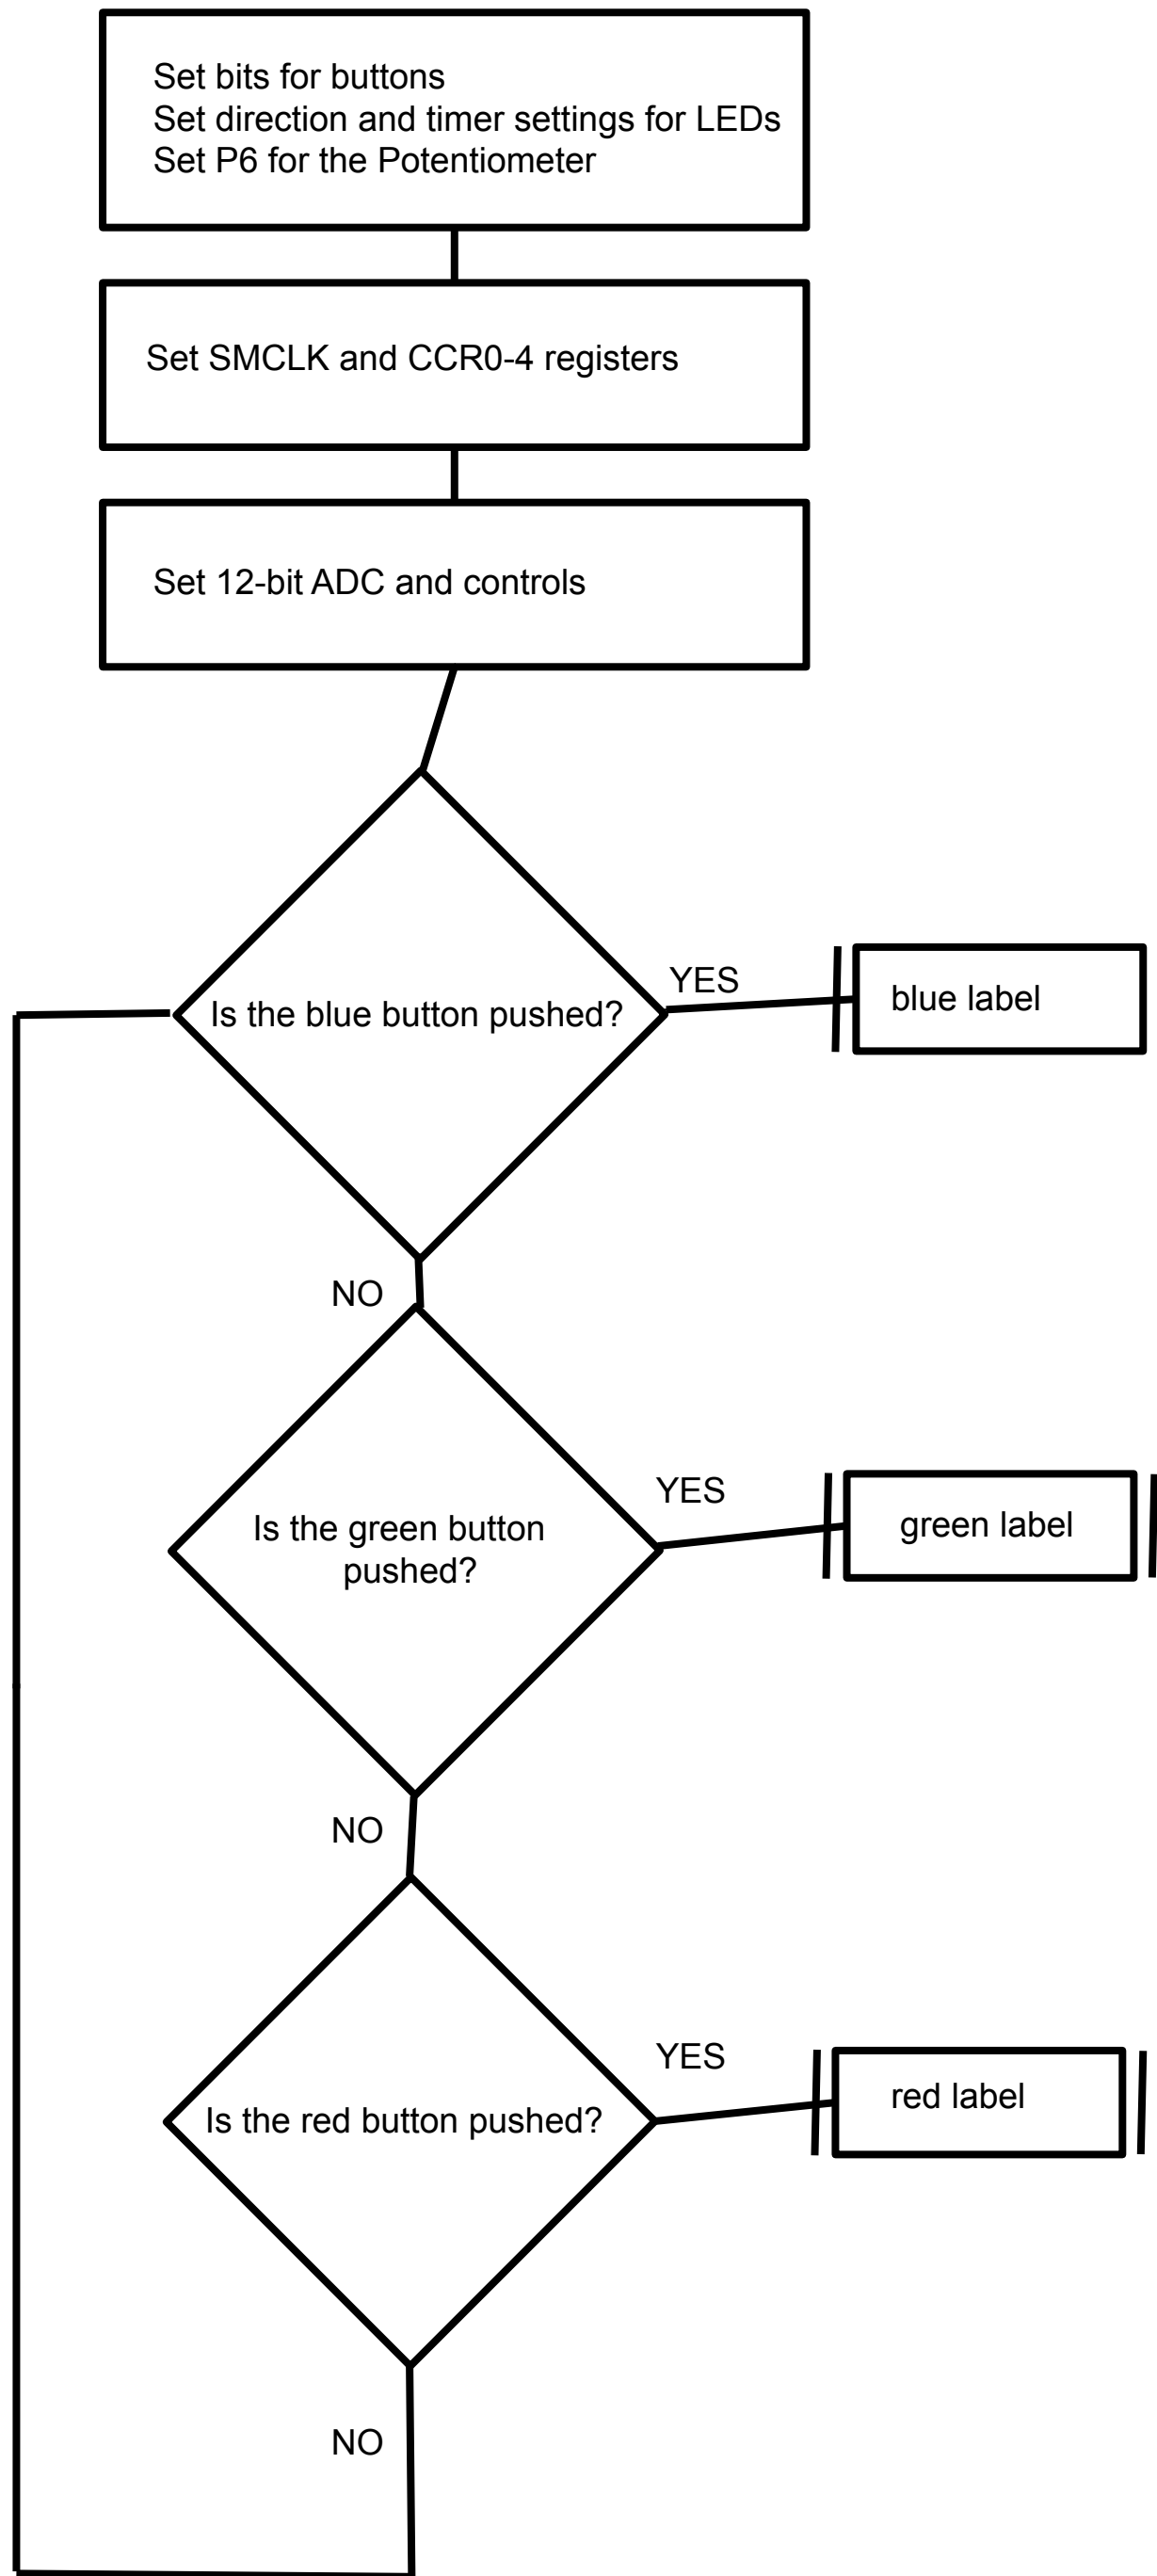 Set bits for buttons
Set direction and timer settings for LEDs
Set P6 for the Potentiometer
Set SMCLK and CCR0-4 registers
Set 12-bit ADC and controls
Is the blue button pushed?
YES
blue label
NO
Is the green button
pushed?
YES
green label
NO
Is the red button pushed?
YES
red label
NO